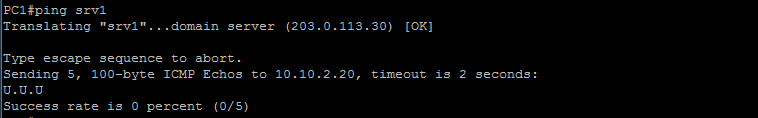 PC1#ping srv1
Translating "srv1"...domain server (203.0.113.30) [OK]
Type escape sequence to abort.
Sending 5, 100-byte ICMP Echos to 10.10.2.20, timeout is 2 seconds:
U.U.U
Success rate is 0 percent (0/5)